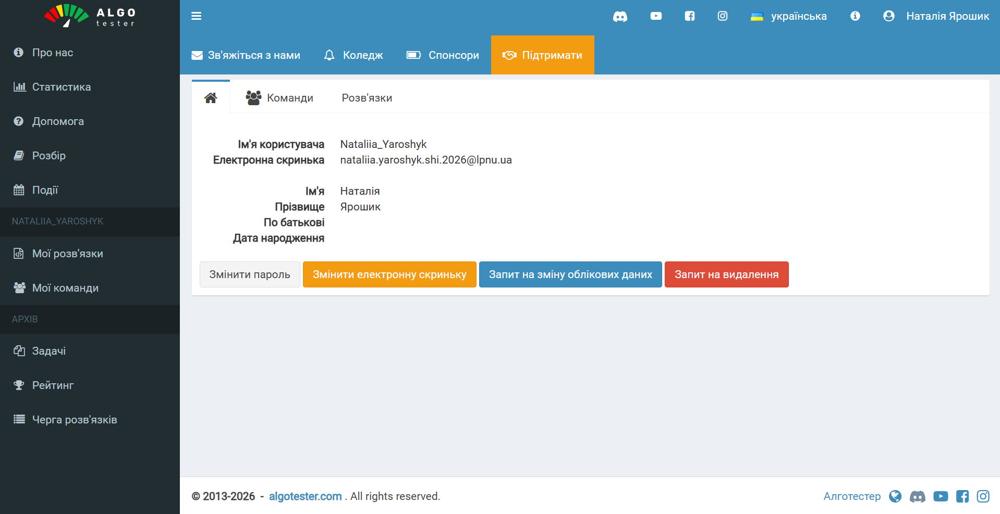 ALGO
tester
українська
Наталія Ярошик
Зв'яжіться з нами
Коледж
Спонсори
Підтримати
Про нас
Статистика
Допомога
Розбір
Події
NATALIIA_YAROSHYK
Мої розв'язки
Мої команди
АРХІВ
Задачі
Рейтинг
Черга розв'язків
Команди
Розв'язки
Ім'я користувача Nataliia_Yaroshyk
Електронна скринька nataliia.yaroshyk.shi.2026@lpnu.ua
Ім'я Наталія
Прізвище Ярошик
По батькові
Дата народження
Змінити пароль
Змінити електронну скриньку
Запит на зміну облікових даних
Запит на видалення
© 2013-2026 - algotester.com . All rights reserved.
Алготестер